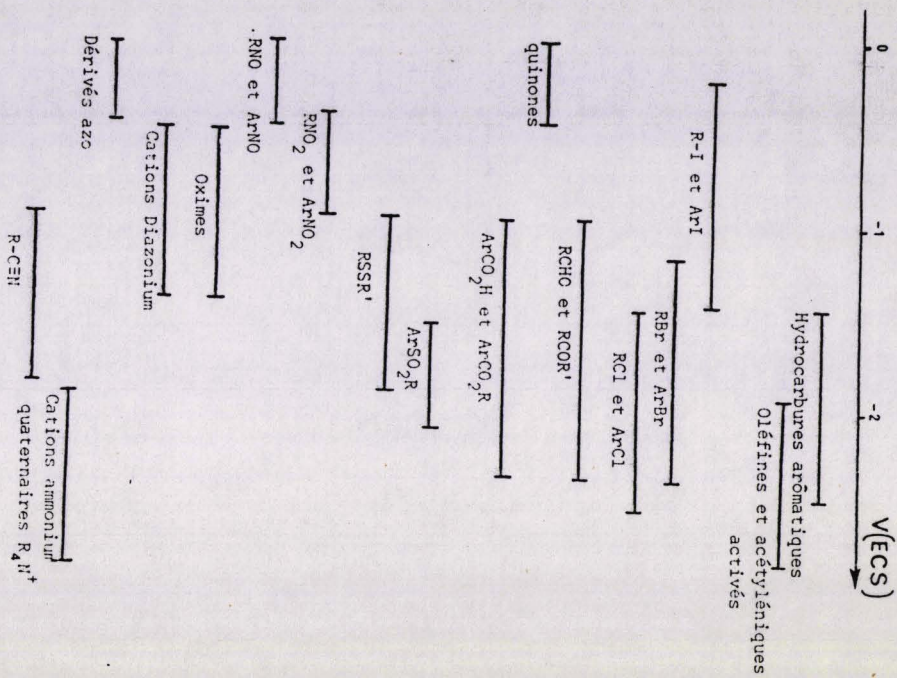 0
-1
-2
V(ECS)
Hydrocarbures arômatiques
Oléfines et acétyléniques
activés
R-I et ArI
RBr et ArBr
RCl et ArCl
quinones
RCHO et RCOR'
ArCO₂H et ArCO₂R
ArSO₂R
RSSR'
RNO₂ et ArNO₂
.RNO et ArNO
Oximes
Cations Diazonium
Dérivés azo
Cations ammonium
quaternaires R₄N⁺
R-C≡N